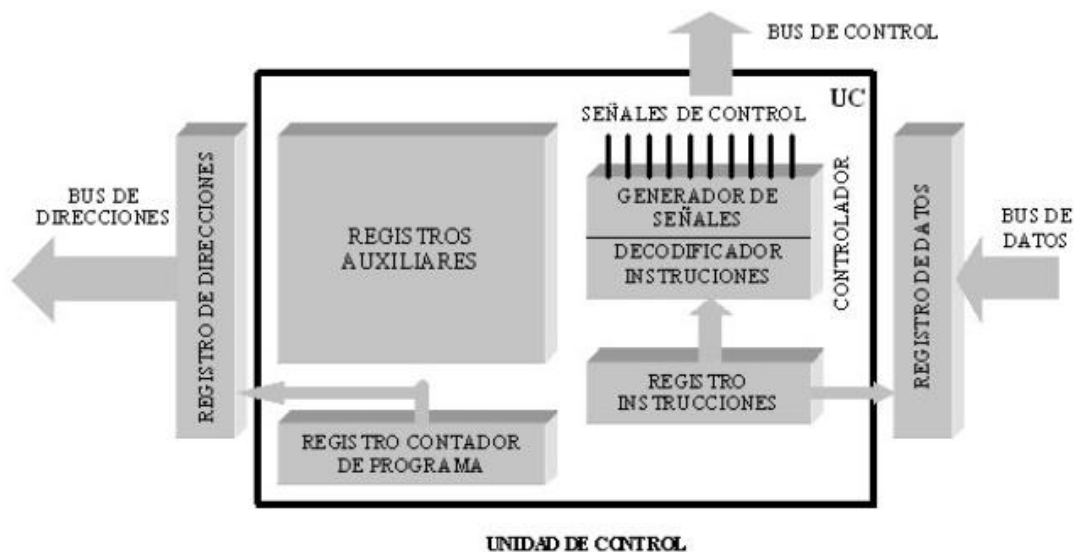 BUS DE CONTROL
UC
SEÑALES DE CONTROL
BUS DE
DIRECCIONES
REGISTRO DE DIRECCIONES
REGISTROS
AUXILIARES
GENERADOR DE
SEÑALES
DECODIFICADOR
INSTRUCIONES
CONTROLADOR
REGISTRO DE DATOS
BUS DE
DATOS
REGISTRO
INSTRUCCIONES
REGISTRO CONTADOR
DE PROGRAMA
UNIDAD DE CONTROL